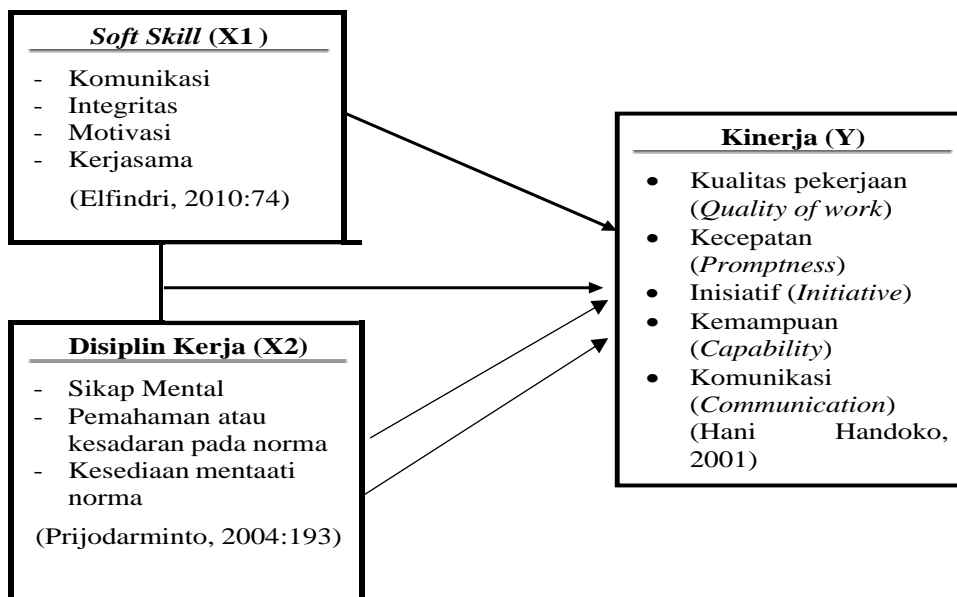 Soft Skill (X1 )
- Komunikasi
- Integritas
- Motivasi
- Kerjasama
(Elfindri, 2010:74)
Disiplin Kerja (X2)
- Sikap Mental
- Pemahaman atau
kesadaran pada norma
- Kesediaan mentaati
norma
(Prijodarminto, 2004:193)
Kinerja (Y)
• Kualitas pekerjaan
(Quality of work)
• Kecepatan
(Promptness)
• Inisiatif (Initiative)
• Kemampuan
(Capability)
• Komunikasi
(Communication)
(Hani Handoko,
2001)